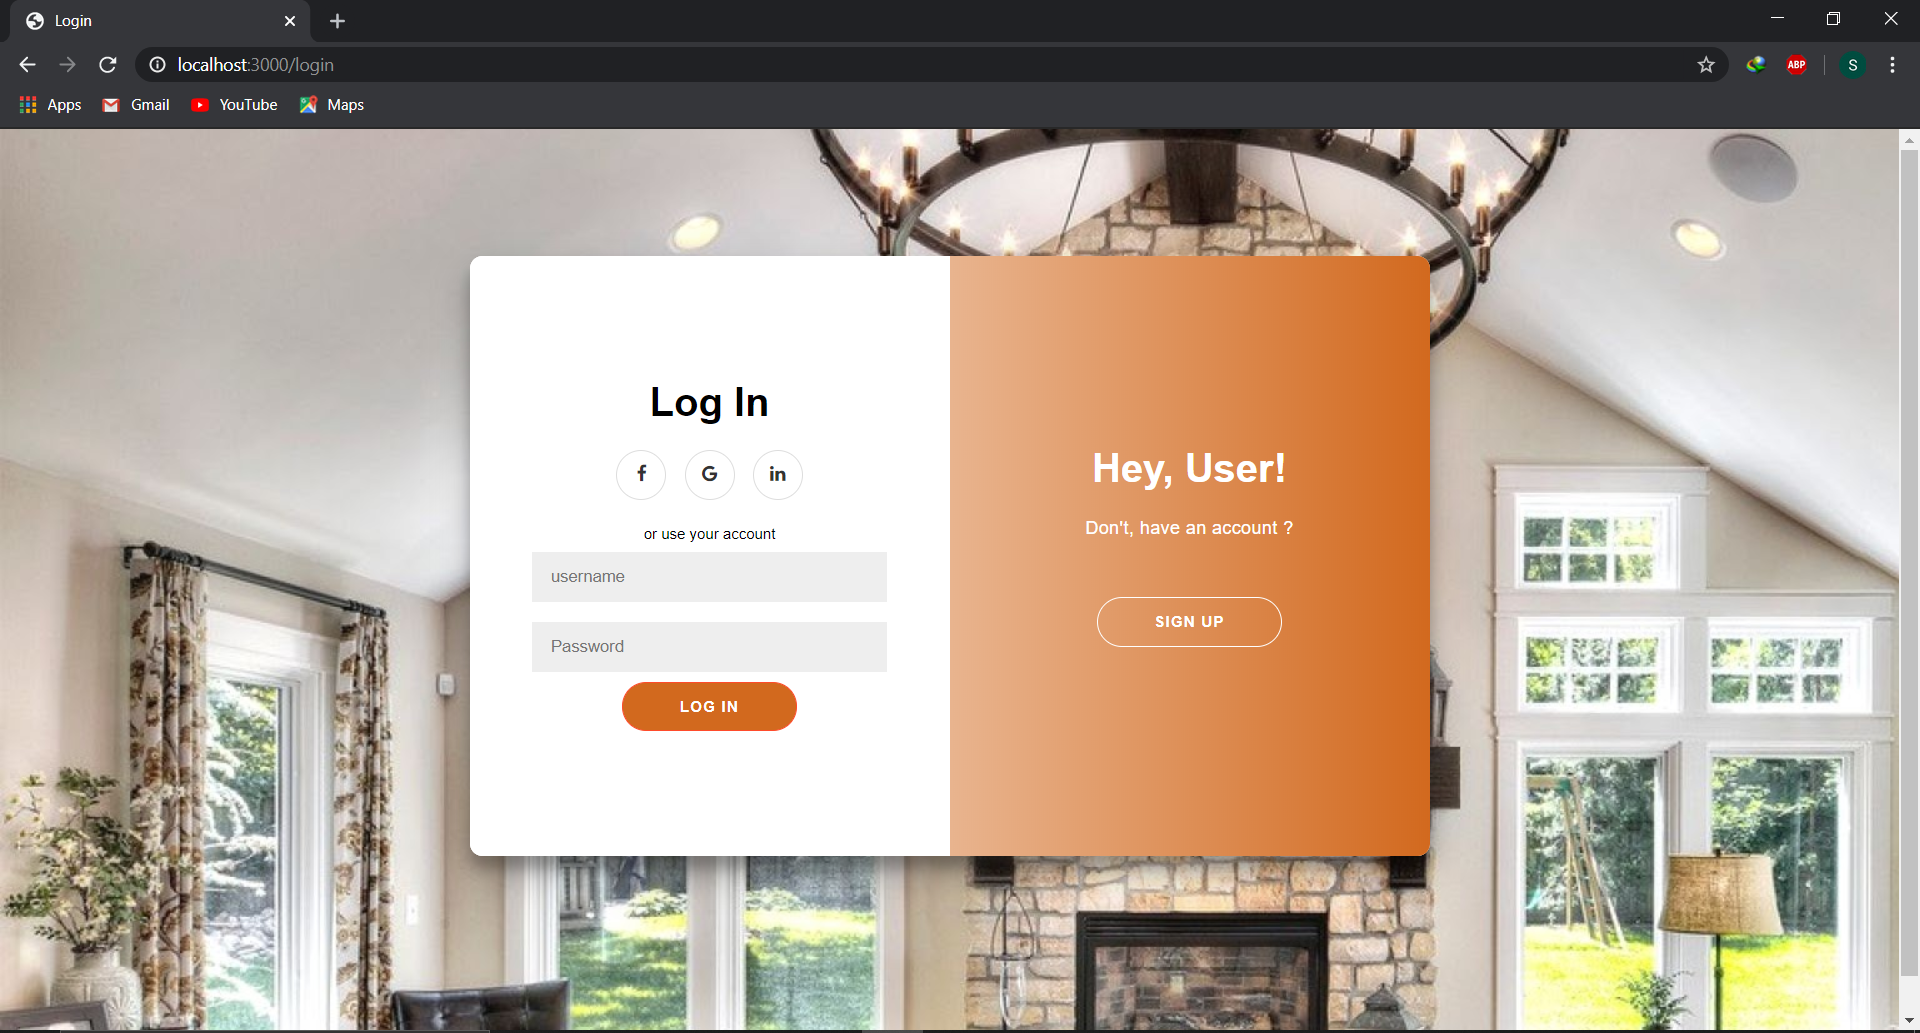 Login
localhost:3000/login
ABP
S
Apps
Gmail
YouTube
Maps
Log In
f
G
in
or use your account
username
Password
LOG IN
Hey, User!
Don't, have an account ?
SIGN UP